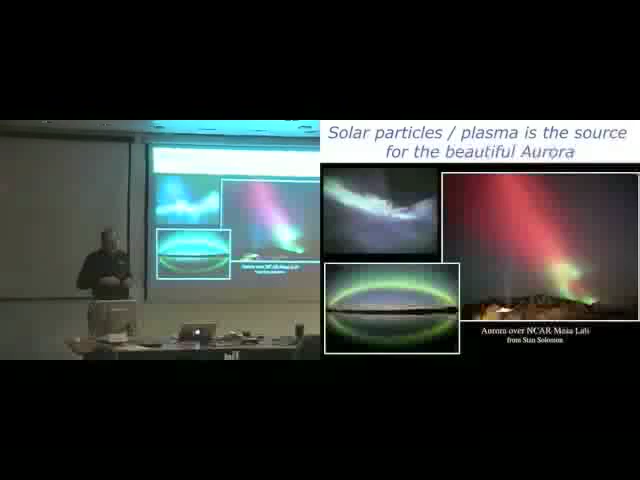 Solar particles / plasma is the source
for the beautiful Aurora
Aurora over NCAR Mesa Lab
from Stan Solomon